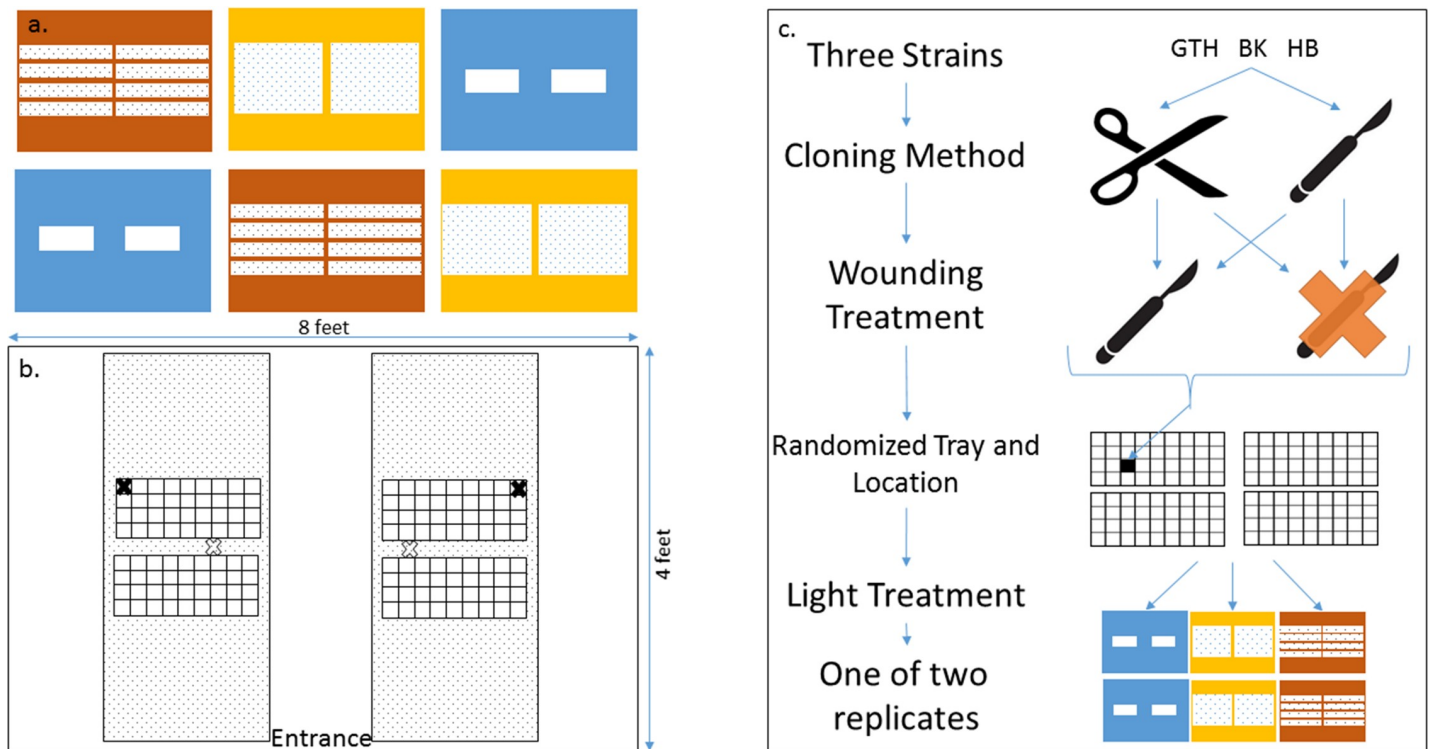 a.
8 feet
b.
4 feet
Entrance
c.
Three Strains
GTH BK HB
Cloning Method
Wounding
Treatment
Randomized Tray and
Location
Light Treatment
One of two
replicates